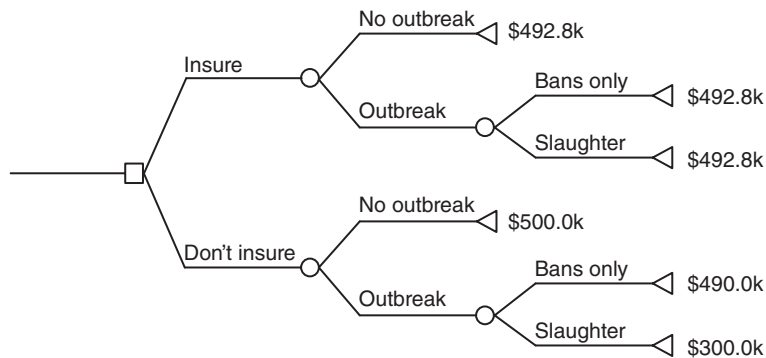 No outbreak
$492.8k
Insure
Bans only
$492.8k
Outbreak
Slaughter
$492.8k
No outbreak
$500.0k
Don't insure
Bans only
$490.0k
Outbreak
Slaughter
$300.0k